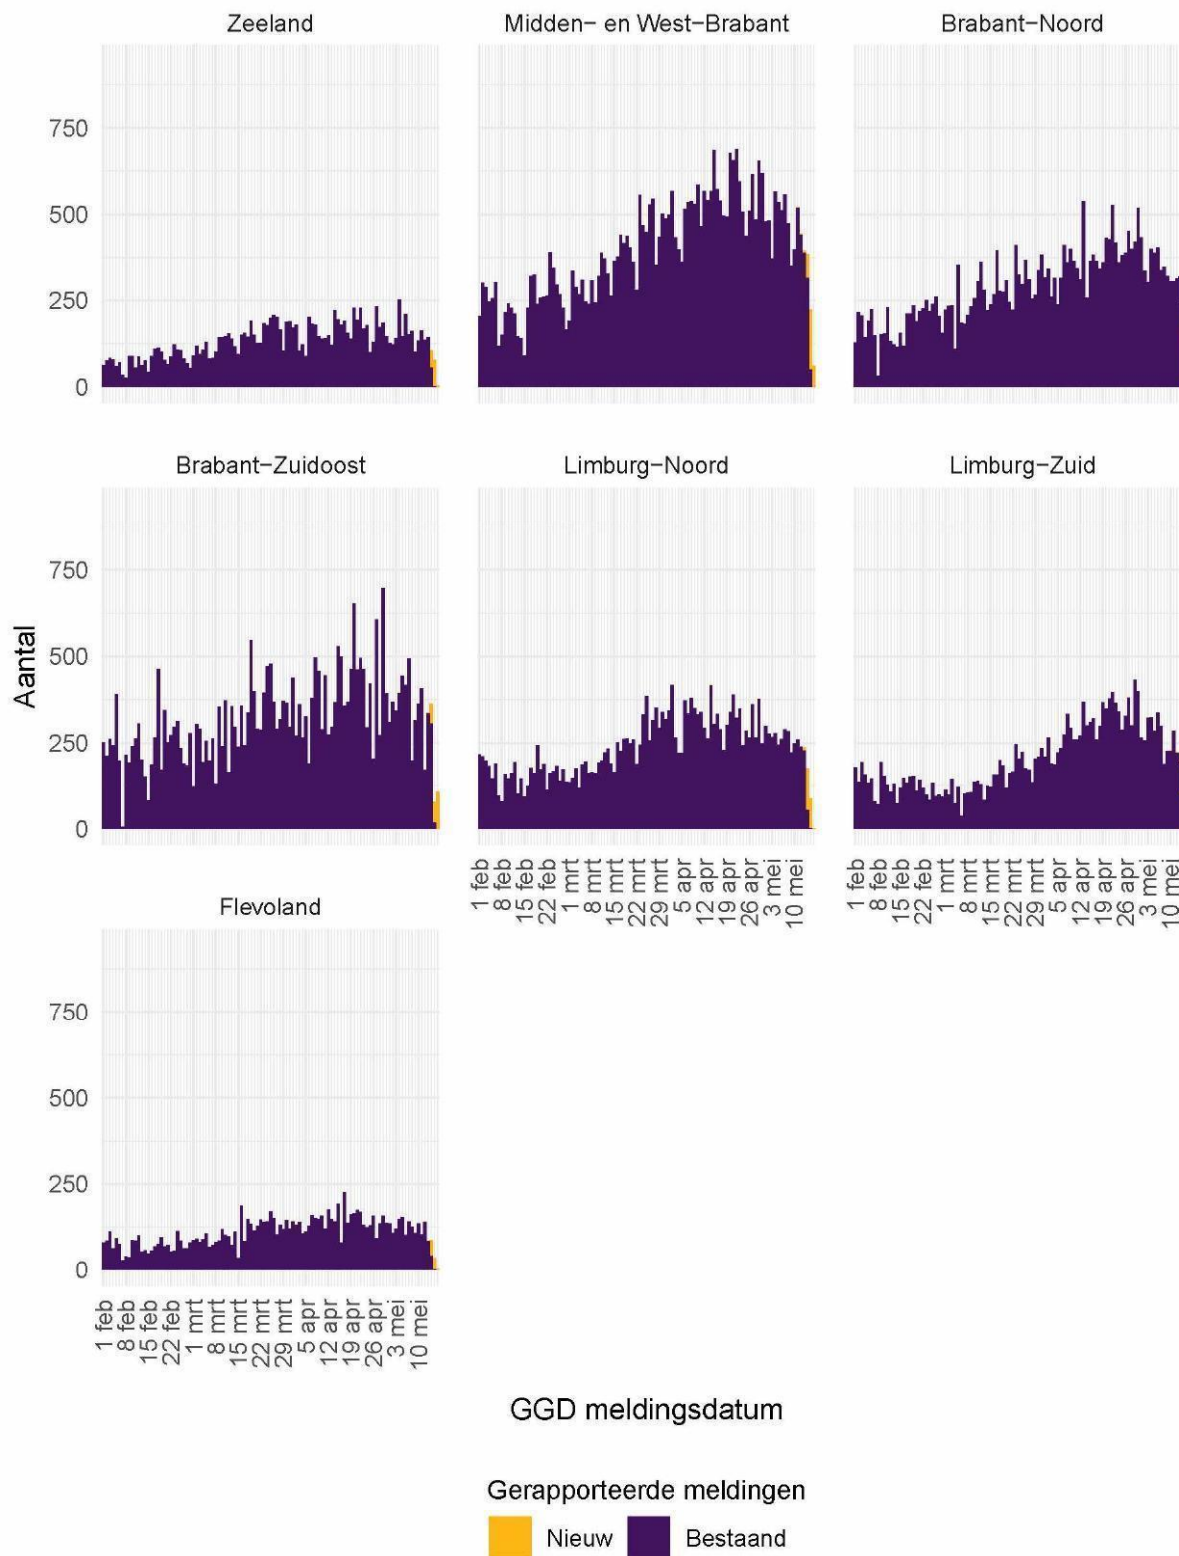 Zeeland
Midden- en West-Brabant
Brabant-Noord
750
500
250
0
Brabant-Zuidoost
Limburg-Noord
Limburg-Zuid
Aantal
750
500
250
0
1 feb
8 feb
15 feb
22 feb
1 mrt
8 mrt
15 mrt
22 mrt
29 mrt
5 apr
12 apr
19 apr
26 apr
3 mei
10 mei
1 feb
8 feb
15 feb
22 feb
1 mrt
8 mrt
15 mrt
22 mrt
29 mrt
5 apr
12 apr
19 apr
26 apr
3 mei
10 mei
Flevoland
750
500
250
0
1 feb
8 feb
15 feb
22 feb
1 mrt
8 mrt
15 mrt
22 mrt
29 mrt
5 apr
12 apr
19 apr
26 apr
3 mei
10 mei
GGD meldingsdatum
Gerapporteerde meldingen
Nieuw Bestaand